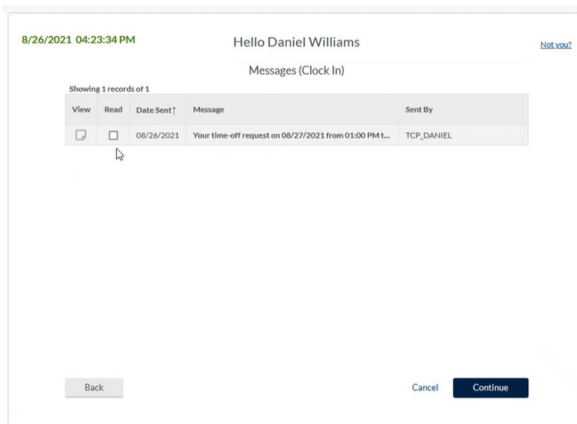 8/26/2021 04:23:34 PM
Hello Daniel Williams
Not you?
Messages (Clock In)
Showing 1 records of 1
View Read Date Sent↑ Message Sent By
08/26/2021 Your time-off request on 08/27/2021 from 01:00 PM t... TCP_DANIEL
Back Cancel Continue